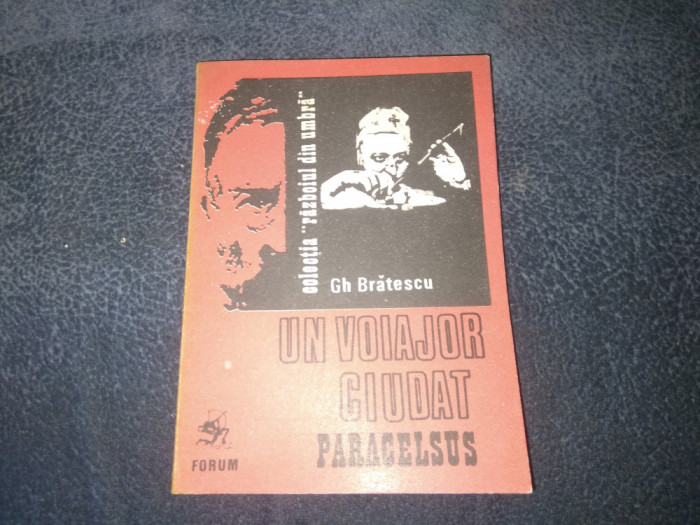 colecția "războiul din umbră"
Gh Brătescu
UN VOIAJOR
CIUDAT
PARACELSUS
FORUM